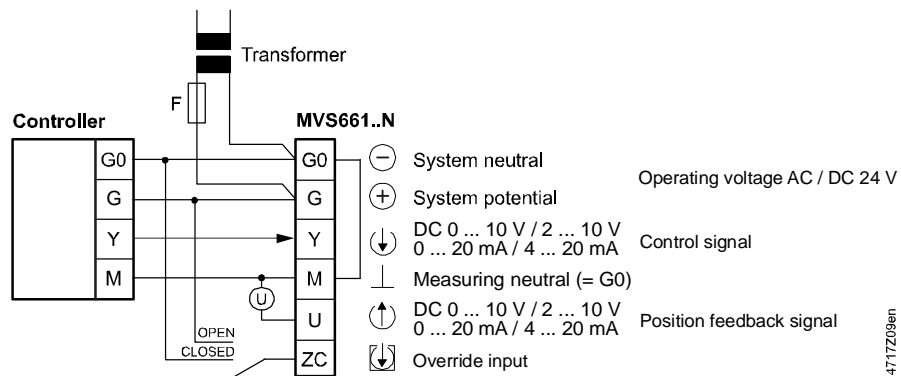 Transformer
F
Controller
MVS661..N
G0
G0
System neutral
G
G
System potential
Operating voltage AC / DC 24 V
Y
Y
DC 0 ... 10 V / 2 ... 10 V
0 ... 20 mA / 4 ... 20 mA
Control signal
M
M
Measuring neutral (= G0)
U
U
DC 0 ... 10 V / 2 ... 10 V
0 ... 20 mA / 4 ... 20 mA
Position feedback signal
OPEN
CLOSED
ZC
Override input
4717Z09en